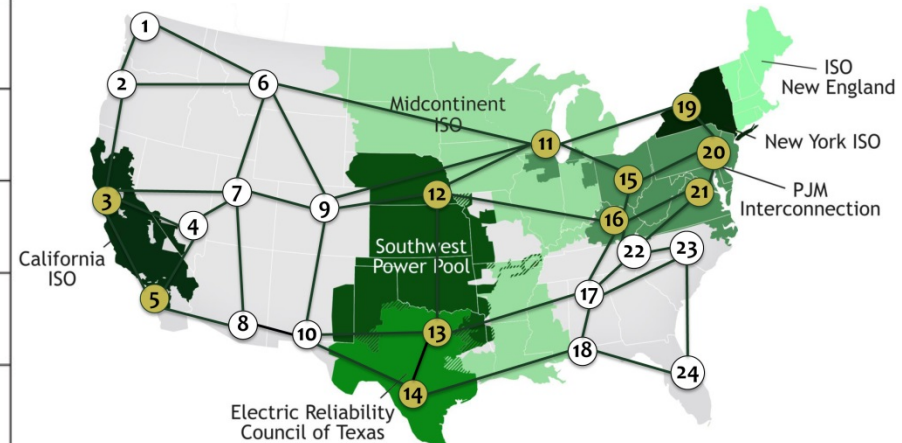 1
2
6
Midcontinent
ISO
ISO
New England
19
New York ISO
11
20
15
PJM
Interconnection
3
7
9
12
21
16
4
California
ISO
Southwest
Power Pool
22
23
5
17
8
10
13
18
24
14
Electric Reliability
Council of Texas